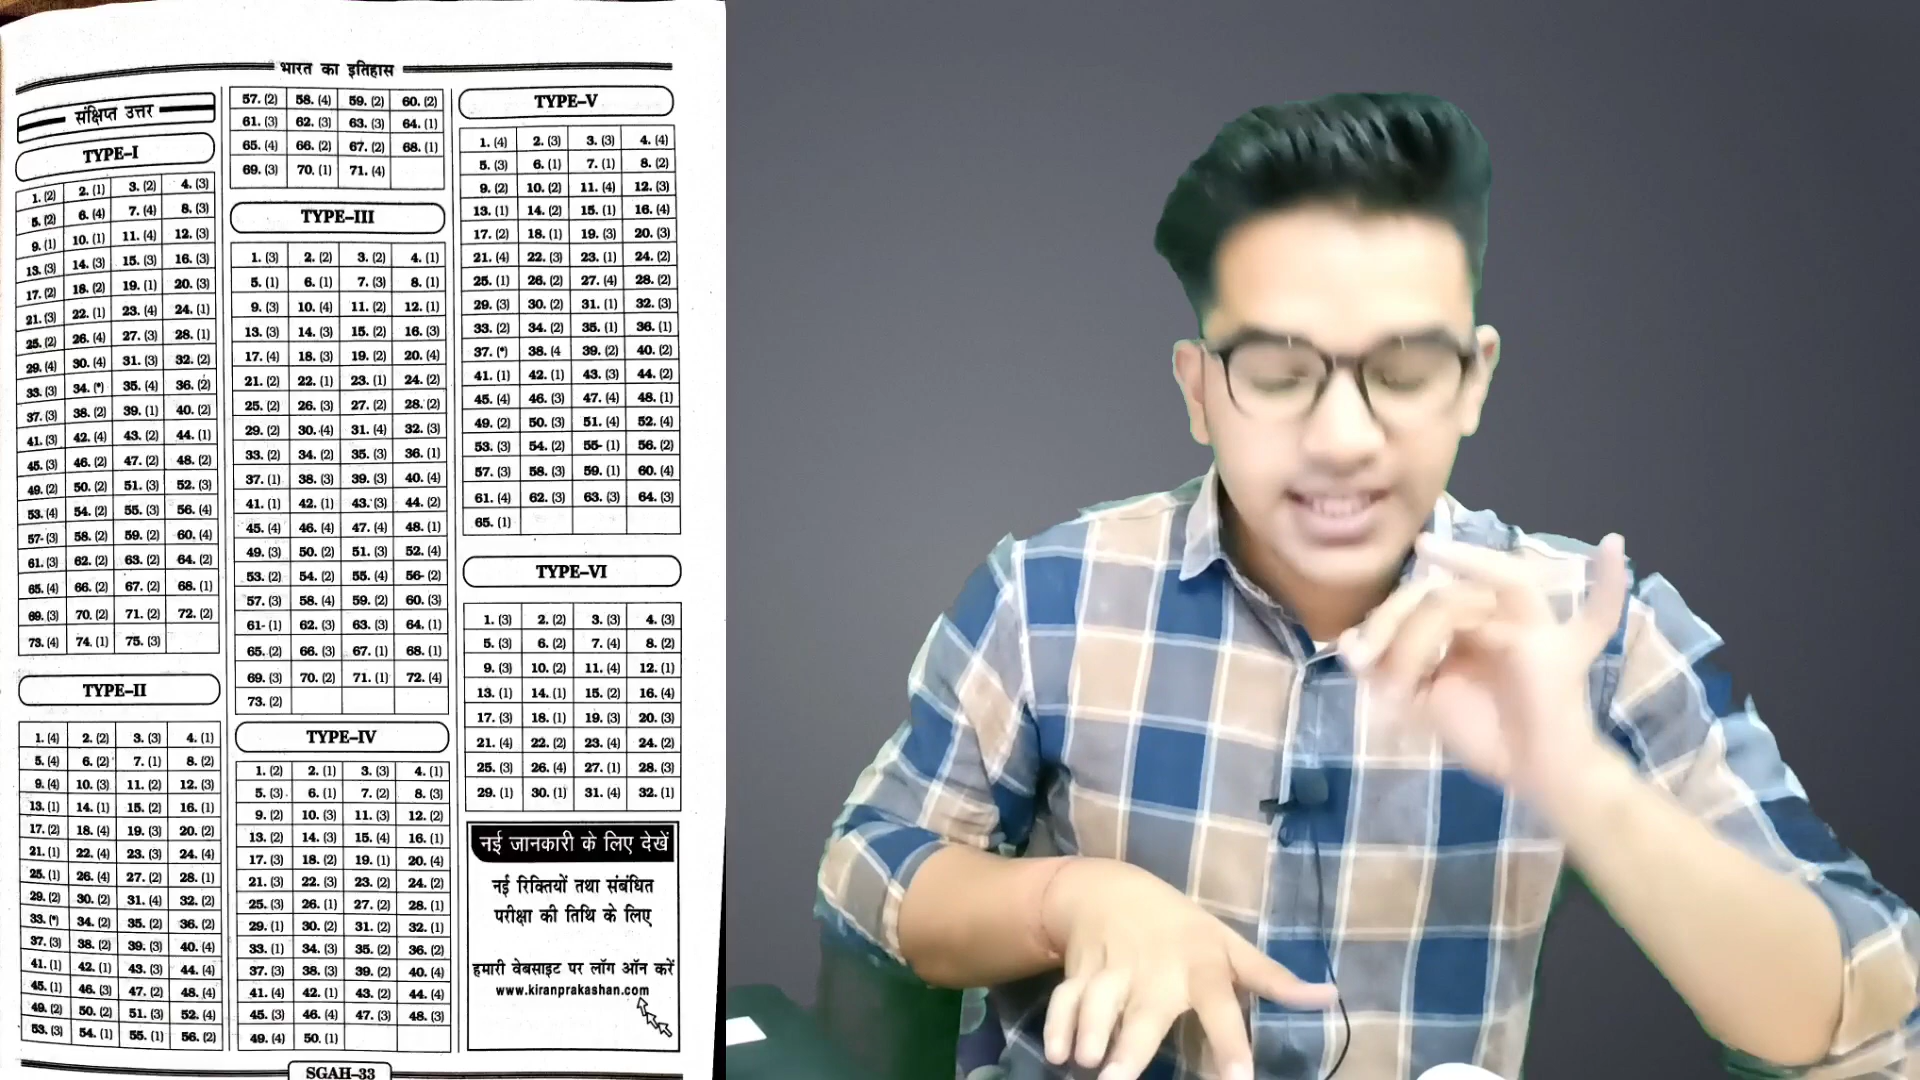 भारत का इतिहास
संक्षिप्त उत्तर
TYPE–I
1. (2) 2. (1) 3. (2) 4. (3)
5. (2) 6. (4) 7. (4) 8. (3)
9. (1) 10. (1) 11. (4) 12. (3)
13. (3) 14. (3) 15. (3) 16. (3)
17. (2) 18. (2) 19. (1) 20. (3)
21. (3) 22. (1) 23. (4) 24. (1)
25. (2) 26. (4) 27. (3) 28. (1)
29. (4) 30. (4) 31. (3) 32. (2)
33. (3) 34. (*) 35. (4) 36. (2)
37. (3) 38. (2) 39. (1) 40. (2)
41. (3) 42. (4) 43. (2) 44. (1)
45. (3) 46. (2) 47. (2) 48. (2)
49. (2) 50. (2) 51. (3) 52. (3)
53. (4) 54. (2) 55. (3) 56. (4)
57- (3) 58. (2) 59. (2) 60. (4)
61. (3) 62. (2) 63. (2) 64. (2)
65. (4) 66. (2) 67. (2) 68. (1)
69. (3) 70. (2) 71. (2) 72. (2)
73. (4) 74. (1) 75. (3)
TYPE–II
1. (4) 2. (2) 3. (3) 4. (1)
5. (4) 6. (2) 7. (1) 8. (2)
9. (4) 10. (3) 11. (2) 12. (3)
13. (1) 14. (1) 15. (2) 16. (1)
17. (2) 18. (4) 19. (3) 20. (2)
21. (1) 22. (4) 23. (3) 24. (4)
25. (1) 26. (4) 27. (2) 28. (1)
29. (2) 30. (2) 31. (4) 32. (2)
33. (*) 34. (2) 35. (2) 36. (2)
37. (3) 38. (2) 39. (3) 40. (4)
41. (1) 42. (1) 43. (3) 44. (4)
45. (1) 46. (3) 47. (2) 48. (4)
49. (2) 50. (2) 51. (3) 52. (4)
53. (3) 54. (1) 55. (1) 56. (2)
57. (2) 58. (4) 59. (2) 60. (2)
61. (3) 62. (3) 63. (3) 64. (1)
65. (4) 66. (2) 67. (2) 68. (1)
69. (3) 70. (1) 71. (4)
TYPE–III
1. (3) 2. (2) 3. (2) 4. (1)
5. (1) 6. (1) 7. (3) 8. (1)
9. (3) 10. (4) 11. (2) 12. (1)
13. (3) 14. (3) 15. (2) 16. (3)
17. (4) 18. (3) 19. (2) 20. (4)
21. (2) 22. (1) 23. (1) 24. (2)
25. (2) 26. (3) 27. (2) 28. (2)
29. (2) 30. (4) 31. (4) 32. (3)
33. (2) 34. (2) 35. (3) 36. (1)
37. (1) 38. (3) 39. (3) 40. (4)
41. (1) 42. (1) 43. (3) 44. (2)
45. (4) 46. (4) 47. (4) 48. (1)
49. (3) 50. (2) 51. (3) 52. (4)
53. (2) 54. (2) 55. (4) 56- (2)
57. (3) 58. (4) 59. (2) 60. (3)
61- (1) 62. (3) 63. (3) 64. (1)
65. (2) 66. (3) 67. (1) 68. (1)
69. (3) 70. (2) 71. (1) 72. (4)
73. (2)
TYPE–IV
1. (2) 2. (1) 3. (3) 4. (1)
5. (3) 6. (1) 7. (2) 8. (3)
9. (2) 10. (3) 11. (3) 12. (2)
13. (2) 14. (3) 15. (4) 16. (1)
17. (3) 18. (2) 19. (1) 20. (4)
21. (3) 22. (3) 23. (2) 24. (2)
25. (3) 26. (1) 27. (2) 28. (1)
29. (1) 30. (2) 31. (2) 32. (1)
33. (1) 34. (3) 35. (2) 36. (2)
37. (3) 38. (3) 39. (2) 40. (4)
41. (4) 42. (1) 43. (2) 44. (4)
45. (3) 46. (4) 47. (3) 48. (3)
49. (4) 50. (1)
TYPE–V
1. (4) 2. (3) 3. (3) 4. (4)
5. (3) 6. (1) 7. (1) 8. (2)
9. (2) 10. (2) 11. (4) 12. (3)
13. (1) 14. (2) 15. (1) 16. (4)
17. (2) 18. (1) 19. (3) 20. (3)
21. (4) 22. (3) 23. (1) 24. (2)
25. (1) 26. (2) 27. (4) 28. (2)
29. (3) 30. (2) 31. (1) 32. (3)
33. (2) 34. (2) 35. (1) 36. (1)
37. (*) 38. (4 39. (2) 40. (2)
41. (1) 42. (1) 43. (3) 44. (2)
45. (4) 46. (3) 47. (4) 48. (1)
49. (2) 50. (3) 51. (4) 52. (4)
53. (3) 54. (2) 55- (1) 56. (2)
57. (3) 58. (3) 59. (1) 60. (4)
61. (4) 62. (3) 63. (3) 64. (3)
65. (1)
TYPE–VI
1. (3) 2. (2) 3. (3) 4. (3)
5. (3) 6. (2) 7. (4) 8. (2)
9. (3) 10. (2) 11. (4) 12. (1)
13. (1) 14. (1) 15. (2) 16. (4)
17. (3) 18. (1) 19. (3) 20. (3)
21. (4) 22. (2) 23. (4) 24. (2)
25. (3) 26. (4) 27. (1) 28. (3)
29. (1) 30. (1) 31. (4) 32. (1)
नई जानकारी के लिए देखें
नई रिक्तियों तथा संबंधित
परीक्षा की तिथि के लिए
हमारी वेबसाइट पर लॉग ऑन करें
www.kiranprakashan.com
SGAH–33